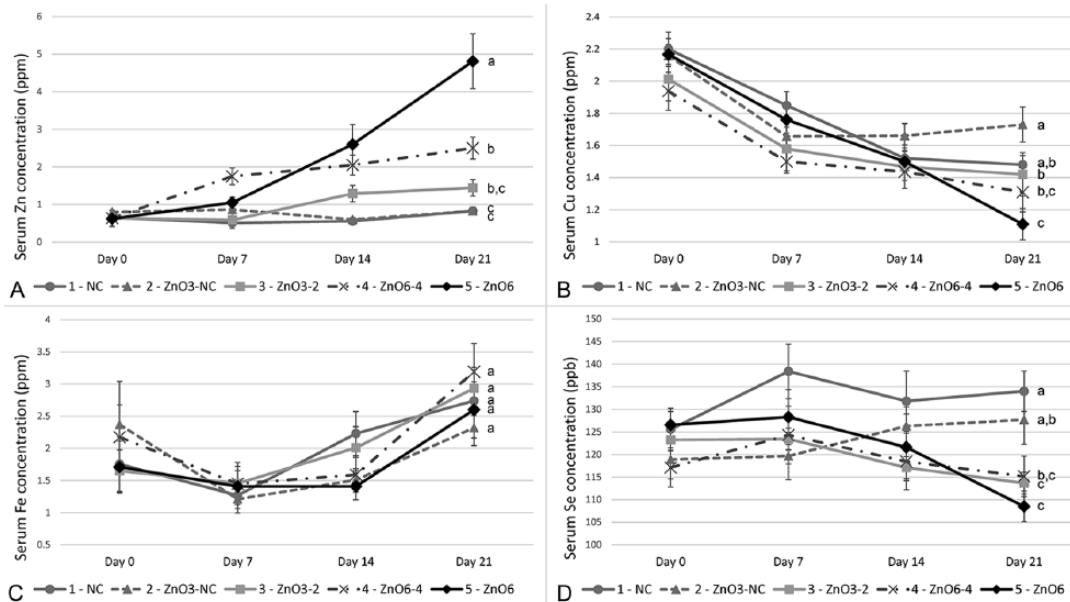 Serum Zn concentration (ppm)
6
5
4
3
2
1
0
a
b
b,c
c
c
Day 0 Day 7 Day 14 Day 21
A
1 - NC 2 - ZnO3-NC 3 - ZnO3-2 4 - ZnO6-4 5 - ZnO6
Serum Cu concentration (ppm)
2.4
2.2
2
1.8
1.6
1.4
1.2
1
a
a,b
b
b,c
c
Day 0 Day 7 Day 14 Day 21
B
1 - NC 2 - ZnO3-NC 3 - ZnO3-2 4 - ZnO6-4 5 - ZnO6
Serum Fe concentration (ppm)
4
3.5
3
2.5
2
1.5
1
0.5
a
a
a
a
a
Day 0 Day 7 Day 14 Day 21
C
1 - NC 2 - ZnO3-NC 3 - ZnO3-2 4 - ZnO6-4 5 - ZnO6
Serum Se concentration (ppb)
150
145
140
135
130
125
120
115
110
105
100
a
a,b
b,c
c
c
Day 0 Day 7 Day 14 Day 21
D
1 - NC 2 - ZnO3-NC 3 - ZnO3-2 4 - ZnO6-4 5 - ZnO6